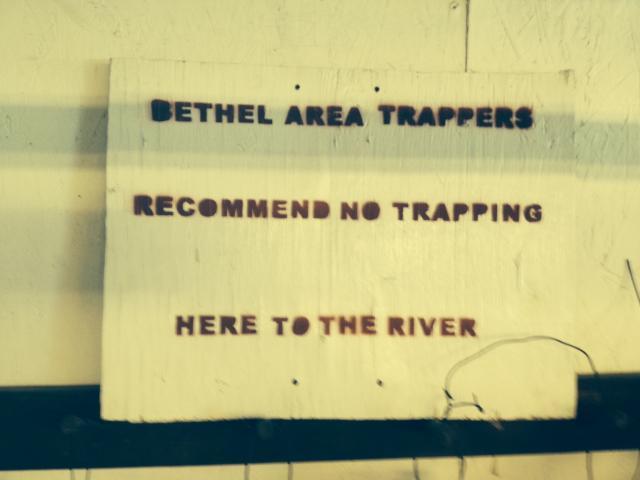 BETHEL AREA TRAPPERS
RECOMMEND NO TRAPPING
HERE TO THE RIVER